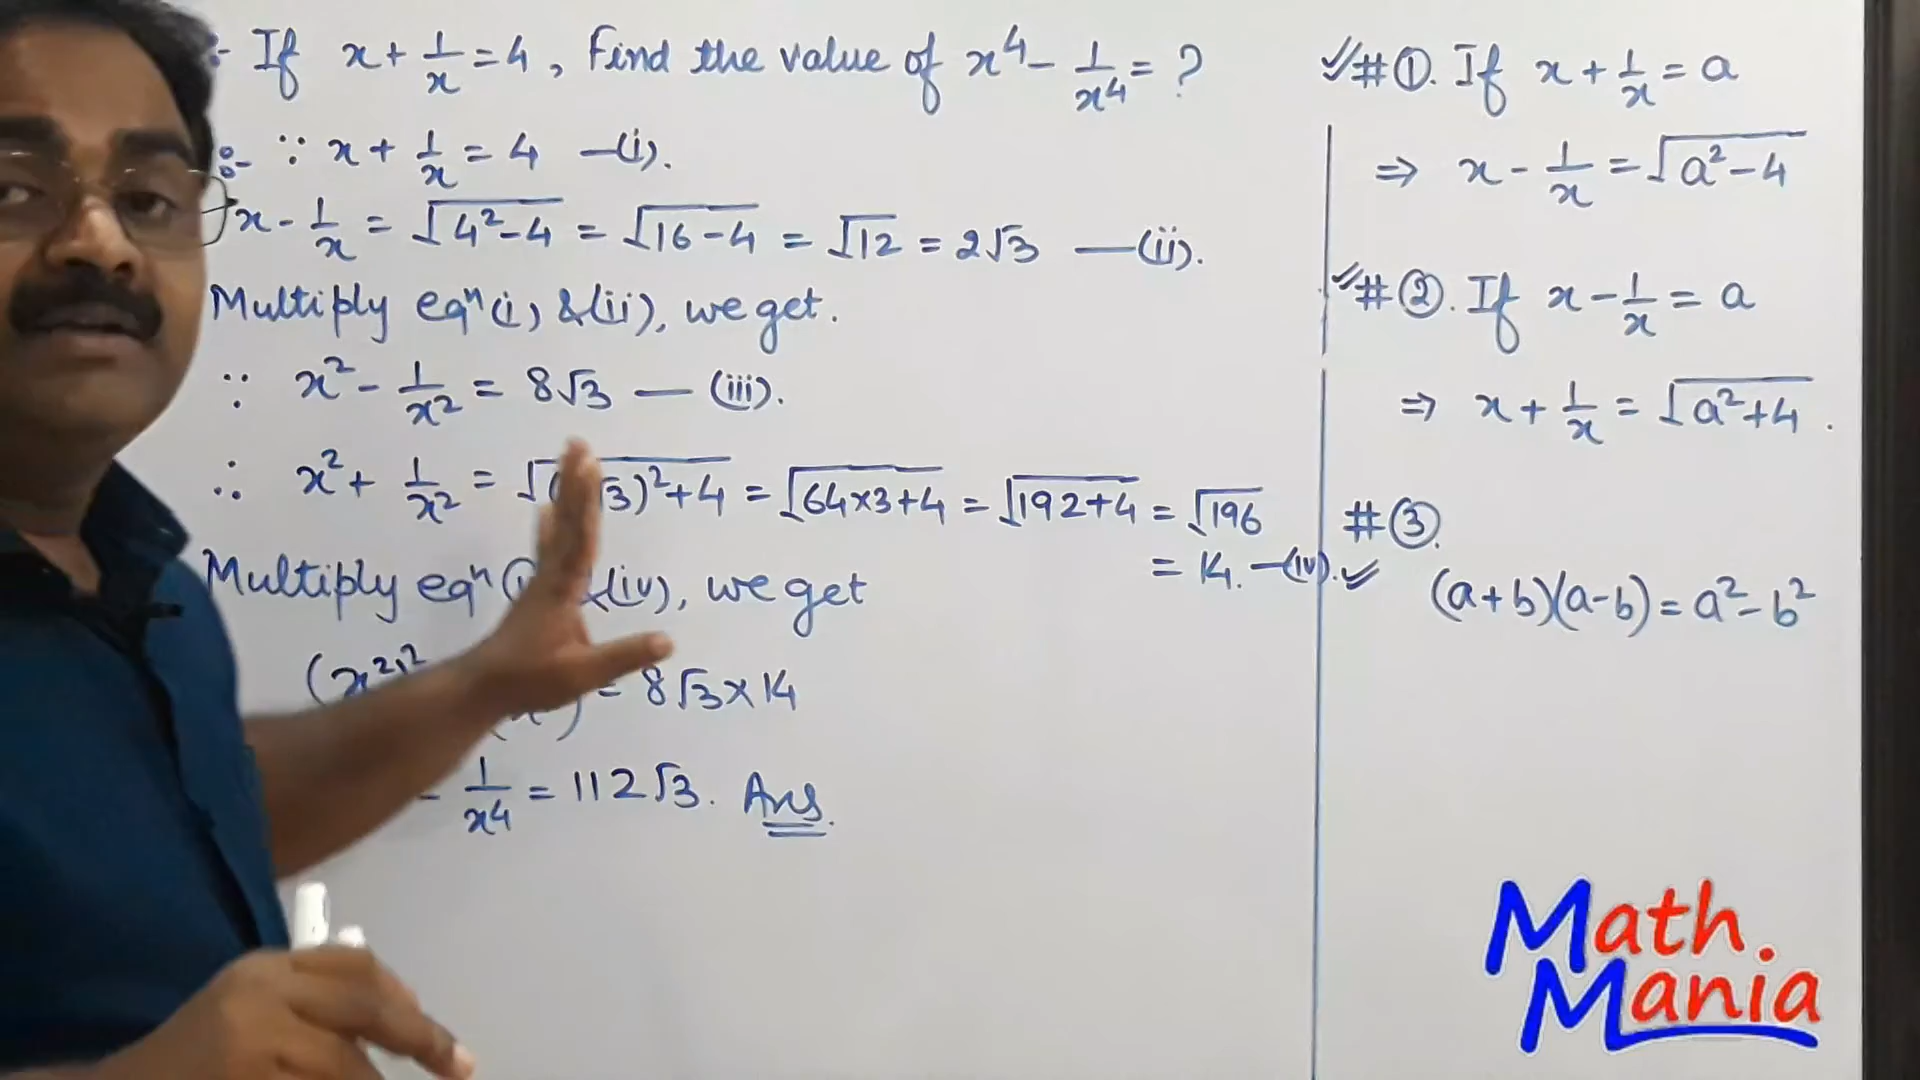 :- If x + 1/x = 4, Find the value of x⁴ - 1/x⁴ = ?
:- ∵ x + 1/x = 4 —(i).
x - 1/x = √(4²-4) = √(16-4) = √12 = 2√3 —(ii).
Multiply eqⁿ (i) & (ii), we get.
∵ x² - 1/x² = 8√3 — (iii).
∴ x² + 1/x² = √( 3)²+4 = √(64×3+4) = √(192+4) = √196
= 14. —(iv).
Multiply eqⁿ &(iv), we get
(x²)² = 8√3×14
- 1/x⁴ = 112√3. Ans.
✓# ①. If x + 1/x = a
⇒ x - 1/x = √(a²-4)
✓# ②. If x - 1/x = a
⇒ x + 1/x = √(a²+4).
# ③.
✓ (a+b)(a-b) = a²-b²
Math
Mania